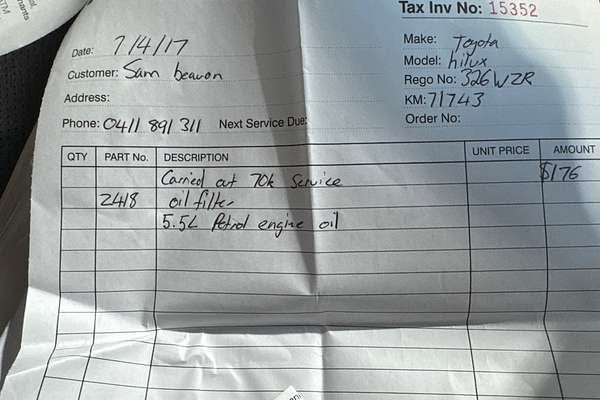 Tax Inv No: 15352
Date: 7/4/17
Make: Toyota
Customer: Sam beavon
Model: hilux
Address:
Rego No: 326WZR
KM: 71743
Phone: 0411 891 311 Next Service Due:
Order No:
QTY PART No. DESCRIPTION UNIT PRICE AMOUNT
Carried out 70k Service $176
2418 oil filter
5.5L Petrol engine oil